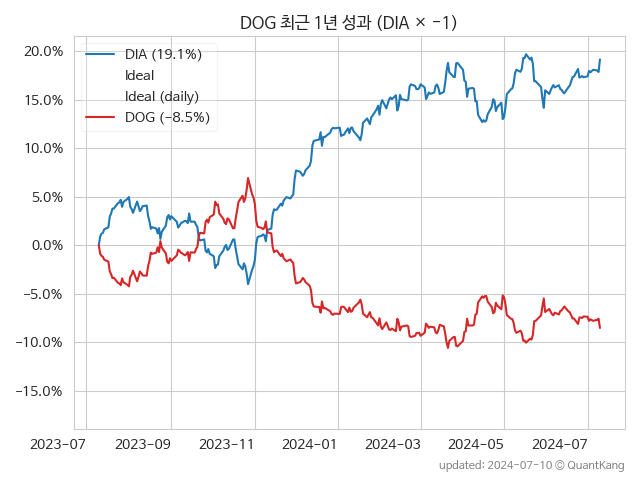 DOG 최근 1년 성과 (DIA × −1)
DIA (19.1%)
Ideal
Ideal (daily)
DOG (−8.5%)
20.0%
15.0%
10.0%
5.0%
0.0%
−5.0%
−10.0%
−15.0%
2023-07 2023-09 2023-11 2024-01 2024-03 2024-05 2024-07
updated: 2024-07-10 © QuantKang